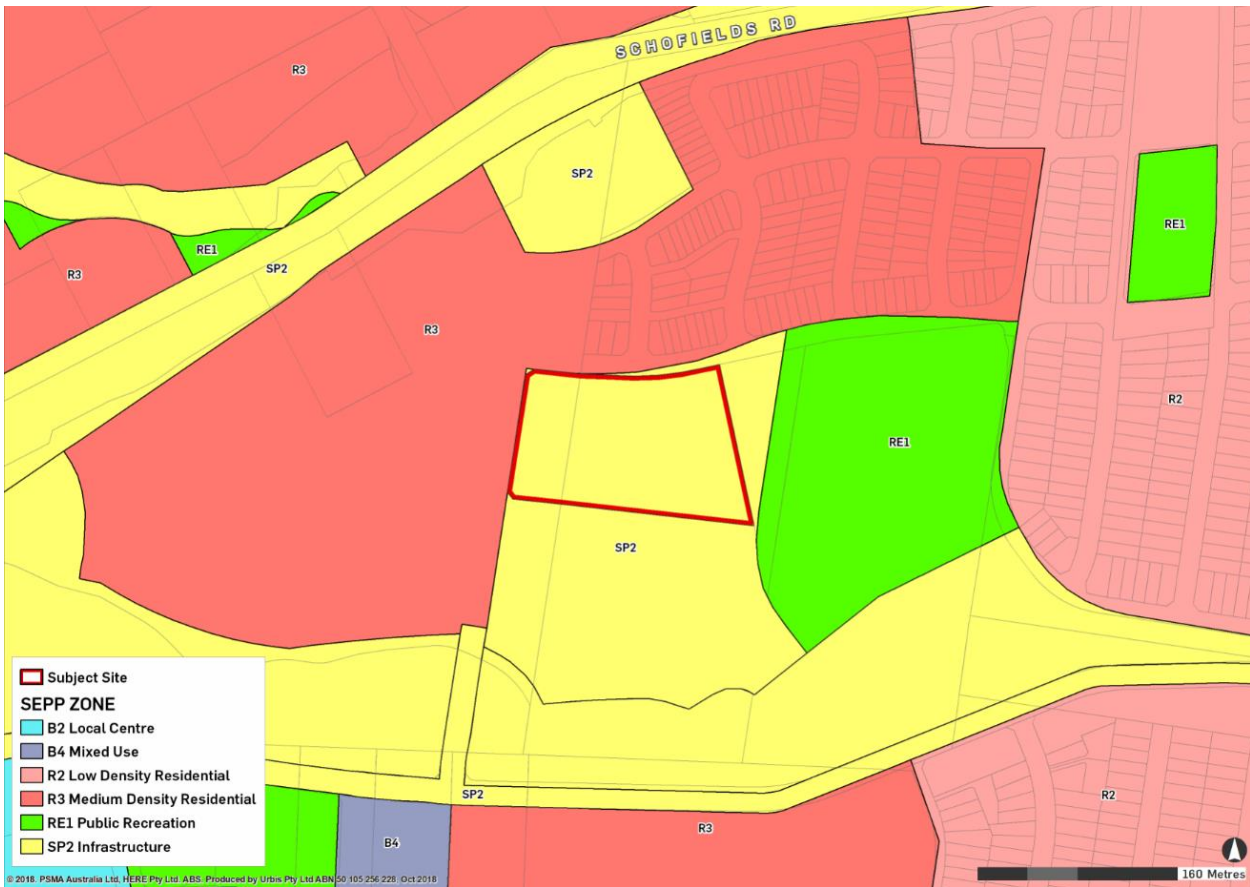 SCHOFIELDS RD
R3
SP2
RE1
RE1
R3
SP2
R3
R2
RE1
SP2
Subject Site
SEPP ZONE
B2 Local Centre
B4 Mixed Use
R2 Low Density Residential
R3 Medium Density Residential
RE1 Public Recreation
SP2 Infrastructure
SP2
R2
R3
B4
160 Metres
© 2018. PSMA Australia Ltd, HERE Pty Ltd. ABS. Produced by Urbis Pty Ltd ABN 50 105 256 228 Oct 2018